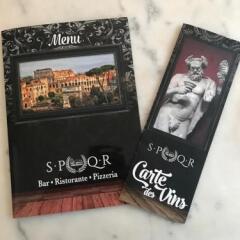 Menu
S·P Q·R
Bar • Ristorante • Pizzeria
S·P Q·R
Carte
des Vins